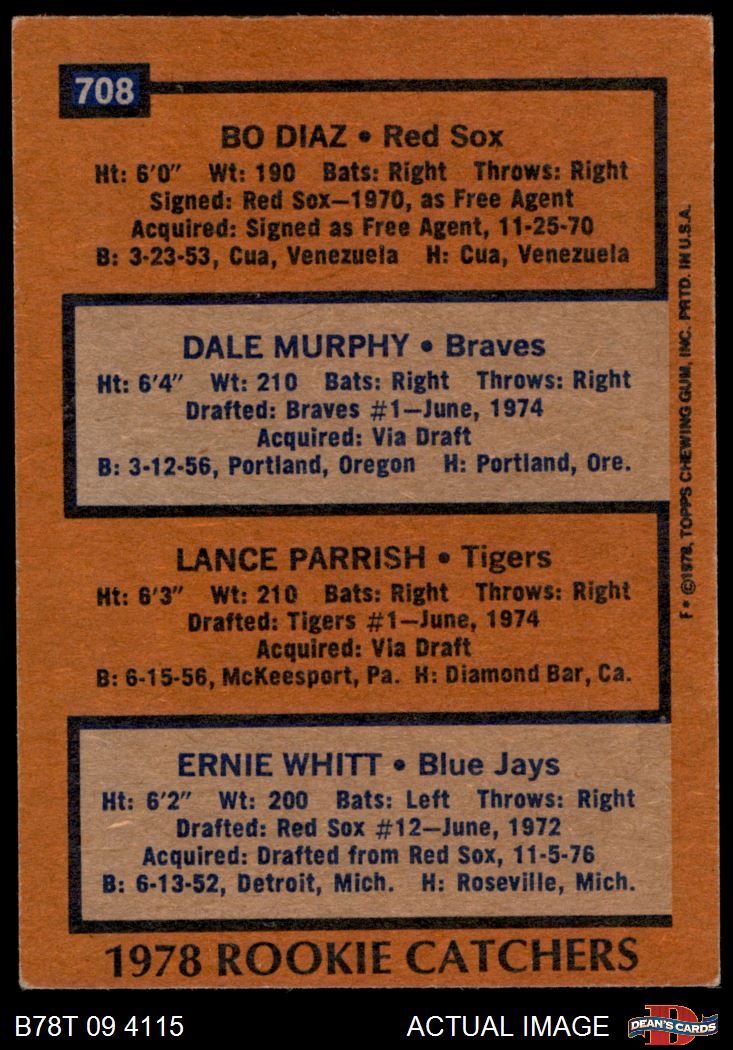 708
BO DIAZ • Red Sox
Ht: 6'0" Wt: 190 Bats: Right Throws: Right
Signed: Red Sox—1970, as Free Agent
Acquired: Signed as Free Agent, 11-25-70
B: 3-23-53, Cua, Venezuela H: Cua, Venezuela
DALE MURPHY • Braves
Ht: 6'4" Wt: 210 Bats: Right Throws: Right
Drafted: Braves #1—June, 1974
Acquired: Via Draft
B: 3-12-56, Portland, Oregon H: Portland, Ore.
LANCE PARRISH • Tigers
Ht: 6'3" Wt: 210 Bats: Right Throws: Right
Drafted: Tigers #1—June, 1974
Acquired: Via Draft
B: 6-15-56, McKeesport, Pa. H: Diamond Bar, Ca.
ERNIE WHITT • Blue Jays
Ht: 6'2" Wt: 200 Bats: Left Throws: Right
Drafted: Red Sox #12—June, 1972
Acquired: Drafted from Red Sox, 11-5-76
B: 6-13-52, Detroit, Mich. H: Roseville, Mich.
1978 ROOKIE CATCHERS
F* ©1978, TOPPS CHEWING GUM, INC. PRTD. IN U.S.A.
B78T 09 4115 ACTUAL IMAGE
D
DEAN'S CARDS